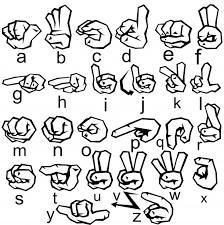 a b c d e f
g h i j k l
m n o p q r
s t u v w x
y z